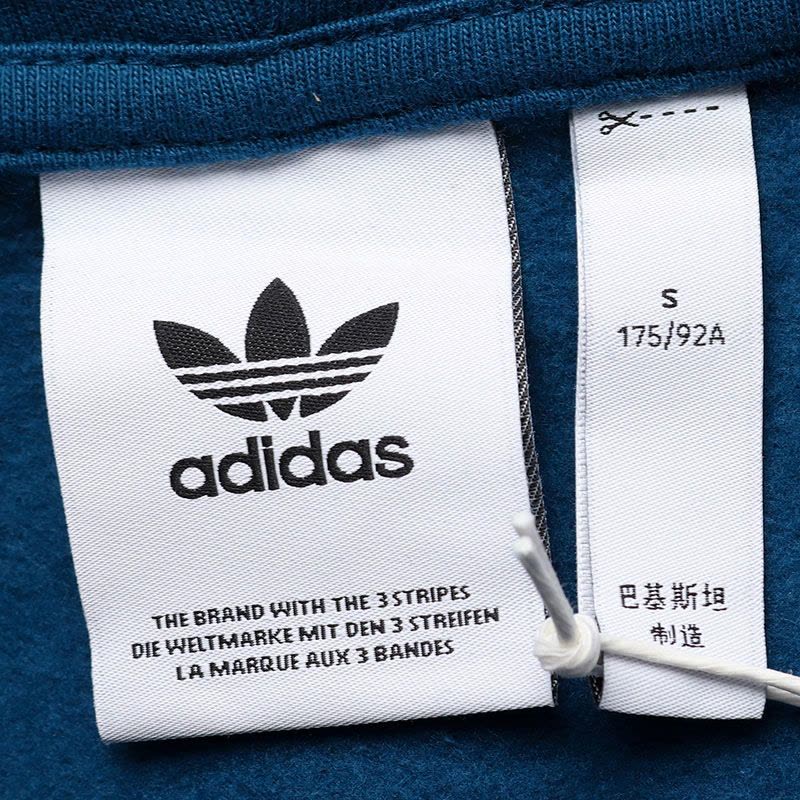 adidas
THE BRAND WITH THE 3 STRIPES
DIE WELTMARKE MIT DEN 3 STREIFEN
LA MARQUE AUX 3 BANDES
S
175/92A
巴基斯坦
制造